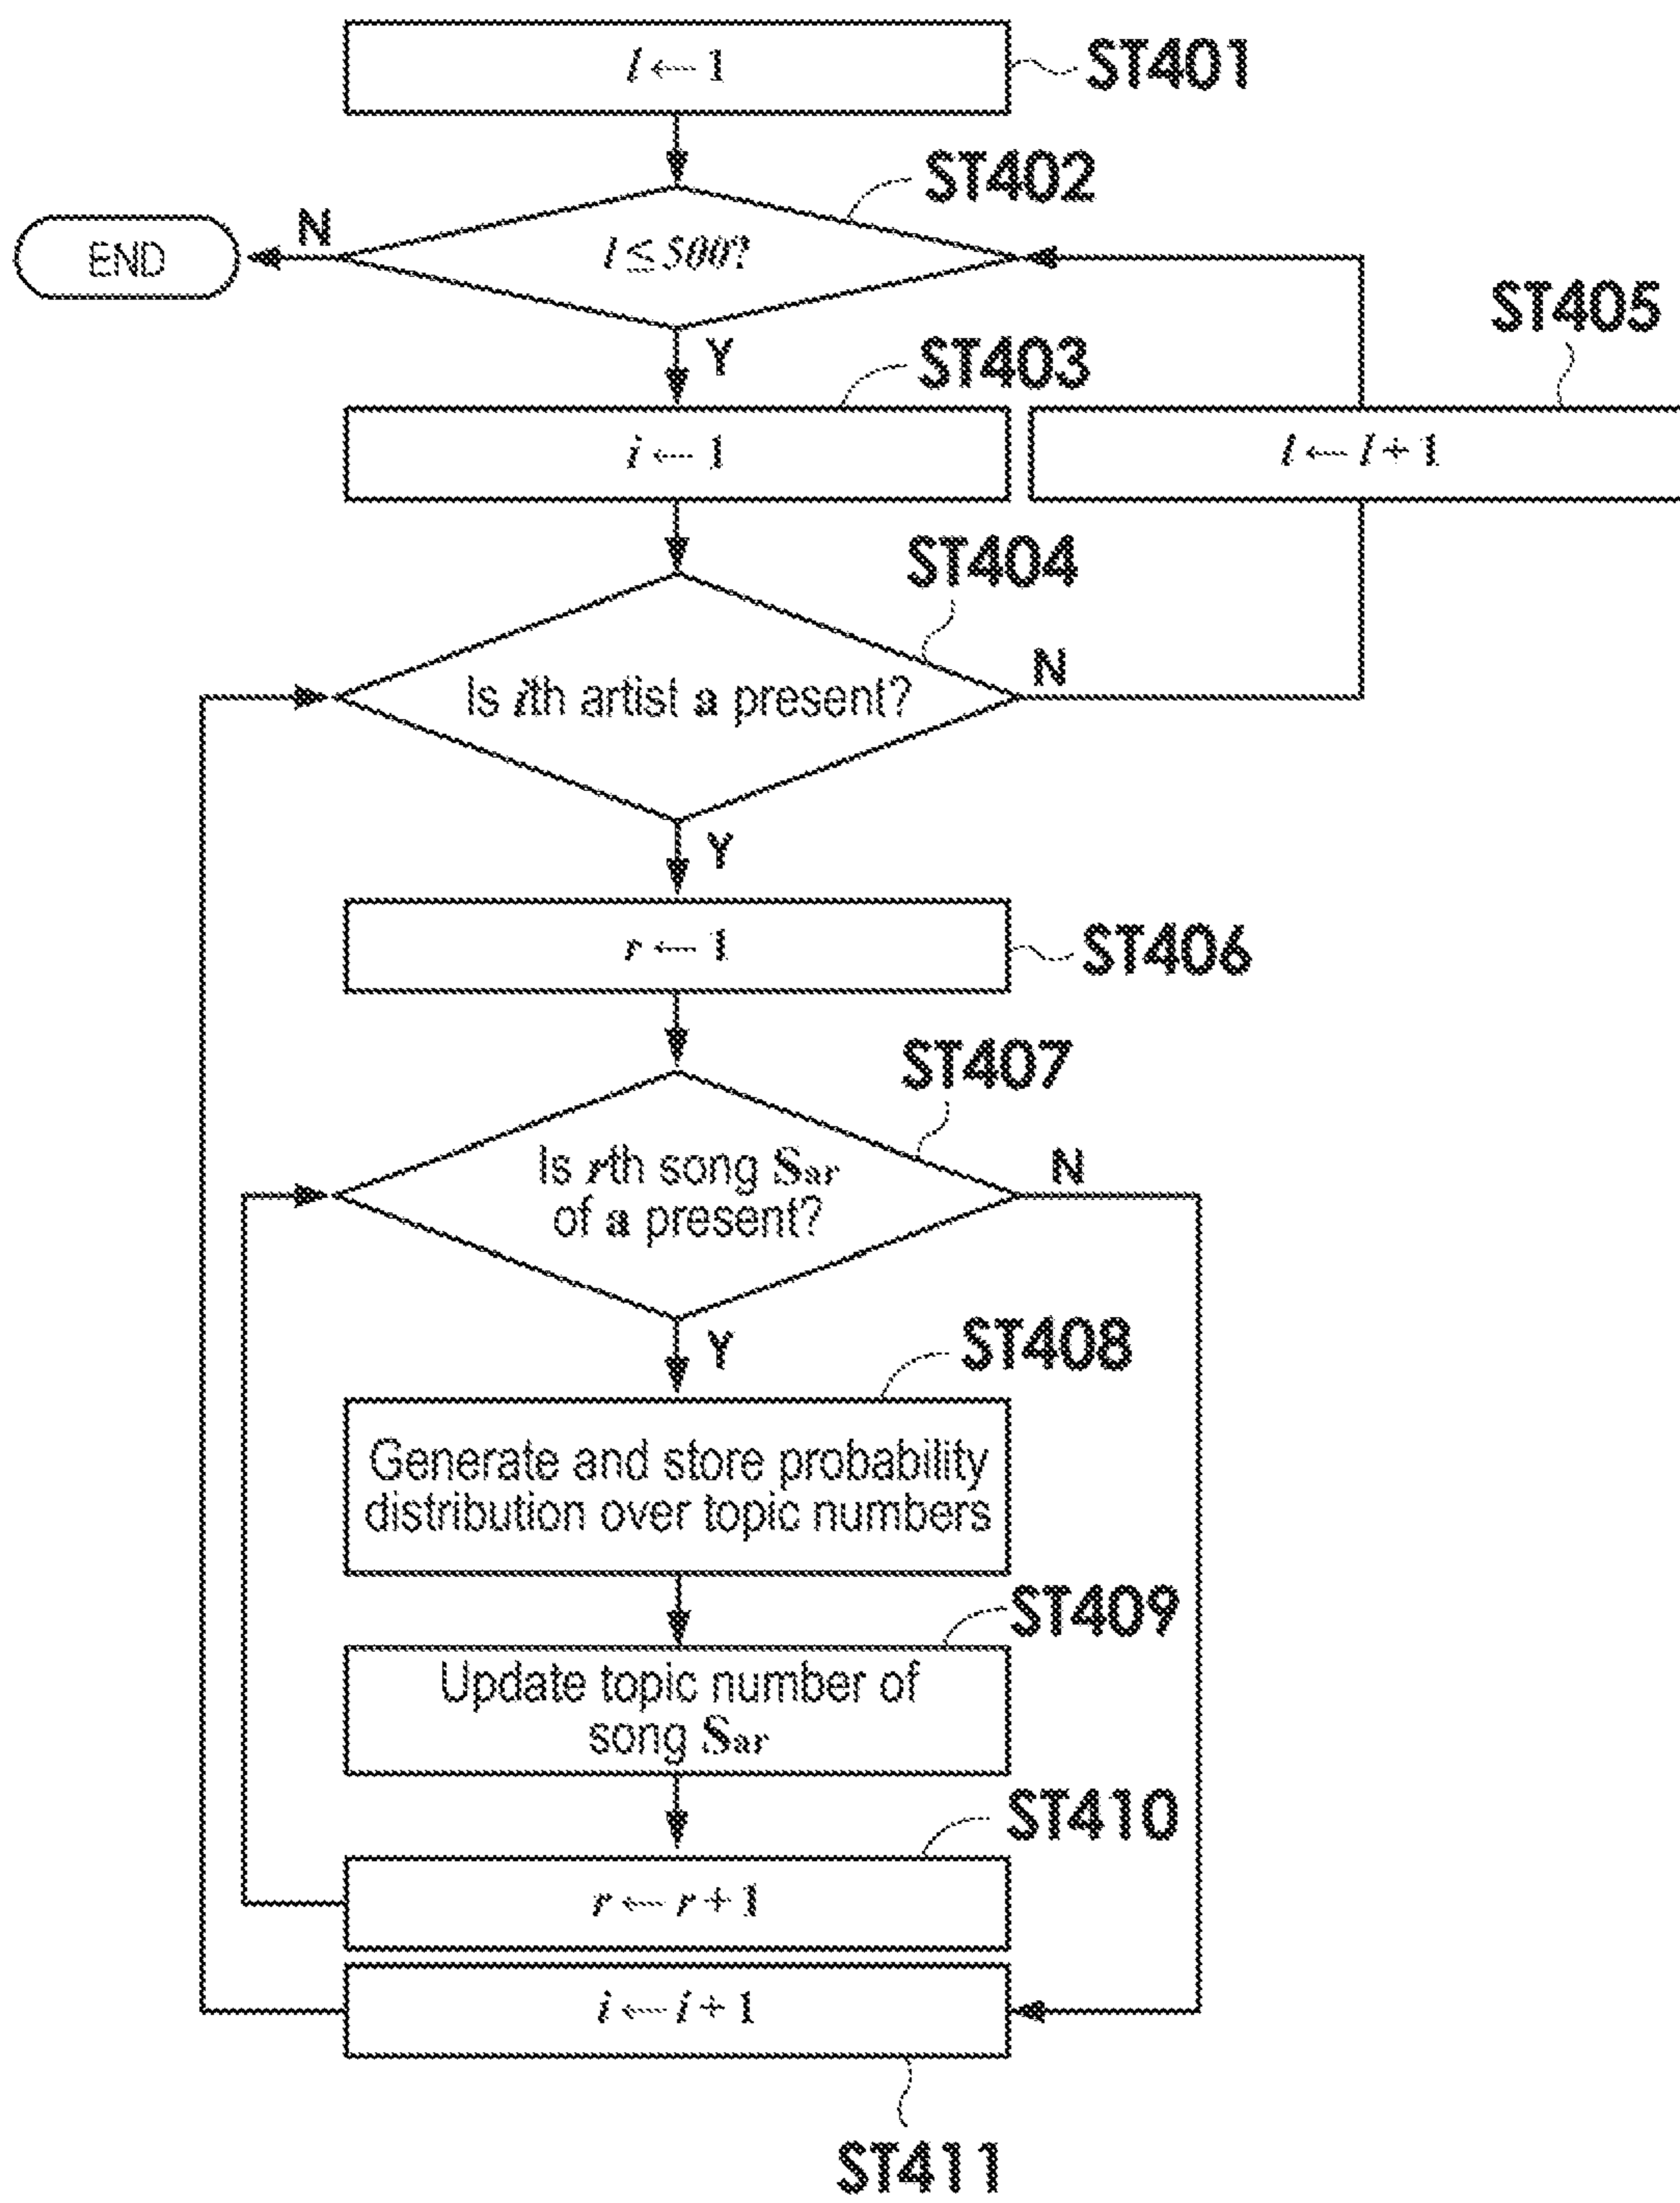 l ← 1
ST401
ST402
END
N
l ≤ 500?
ST405
Y
ST403
i ← 1
l ← l + 1
ST404
N
Is ith artist a present?
Y
r ← 1
ST406
ST407
N
Is rth song Sar
of a present?
Y
ST408
Generate and store probability
distribution over topic numbers
ST409
Update topic number of
song Sar
ST410
r ← r + 1
i ← i + 1
ST411